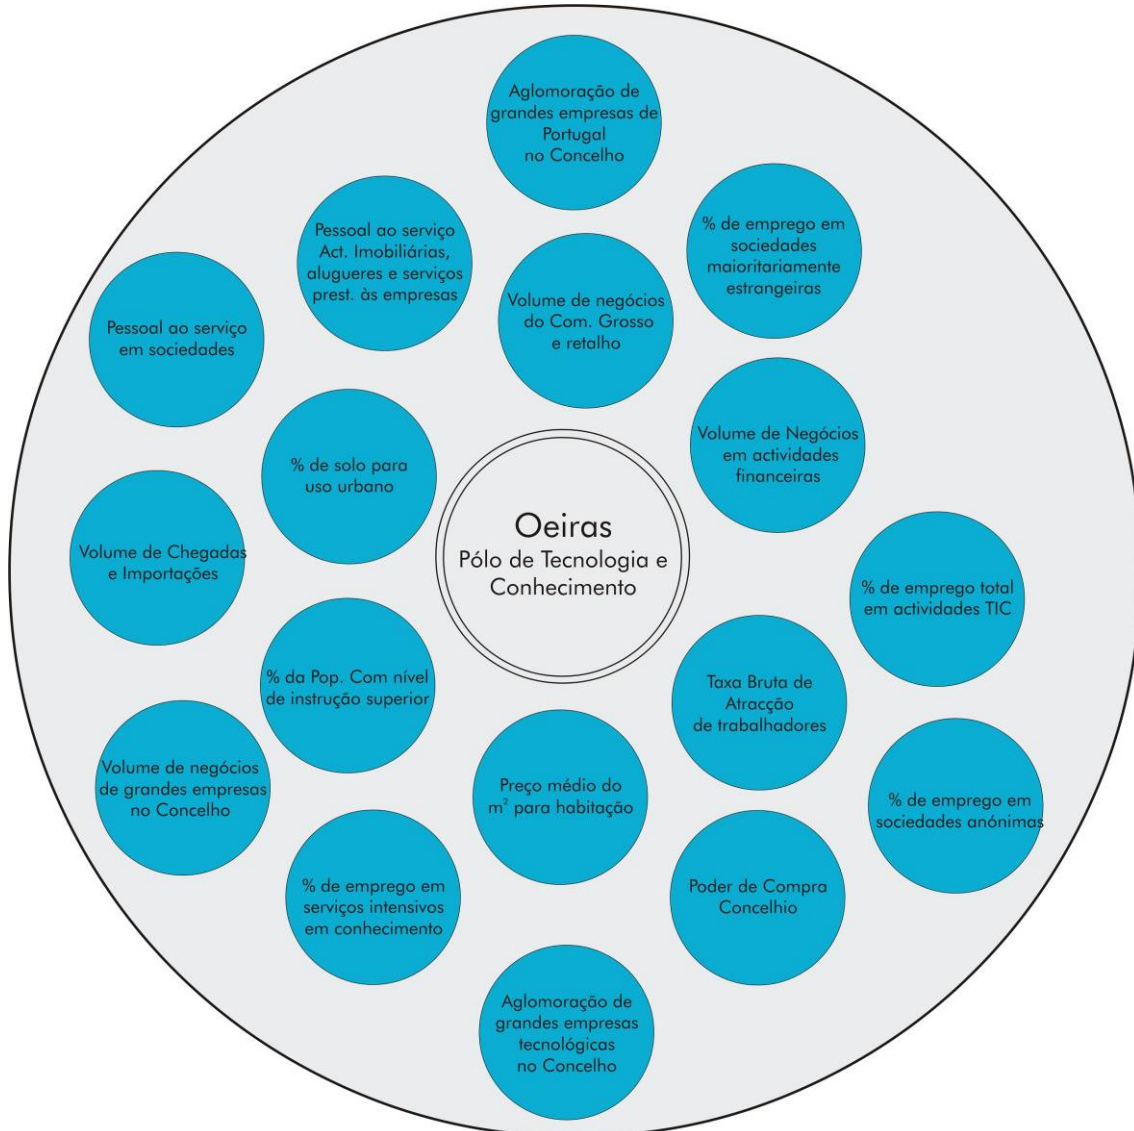 Aglomoração de
grandes empresas de
Portugal
no Concelho
Pessoal ao serviço
Act. Imobiliárias,
alugueres e serviços
prest. às empresas
% de emprego em
sociedades
maioritariamente
estrangeiras
Volume de negócios
do Com. Grosso
e retalho
Pessoal ao serviço
em sociedades
Volume de Negócios
em actividades
financeiras
% de solo para
uso urbano
Oeiras
Pólo de Tecnologia e
Conhecimento
Volume de Chegadas
e Importações
% de emprego total
em actividades TIC
% da Pop. Com nível
de instrução superior
Taxa Bruta de
Atracção
de trabalhadores
Volume de negócios
de grandes empresas
no Concelho
Preço médio do
m² para habitação
% de emprego em
sociedades anónimas
% de emprego em
serviços intensivos
em conhecimento
Poder de Compra
Concelhio
Aglomoração de
grandes empresas
tecnológicas
no Concelho